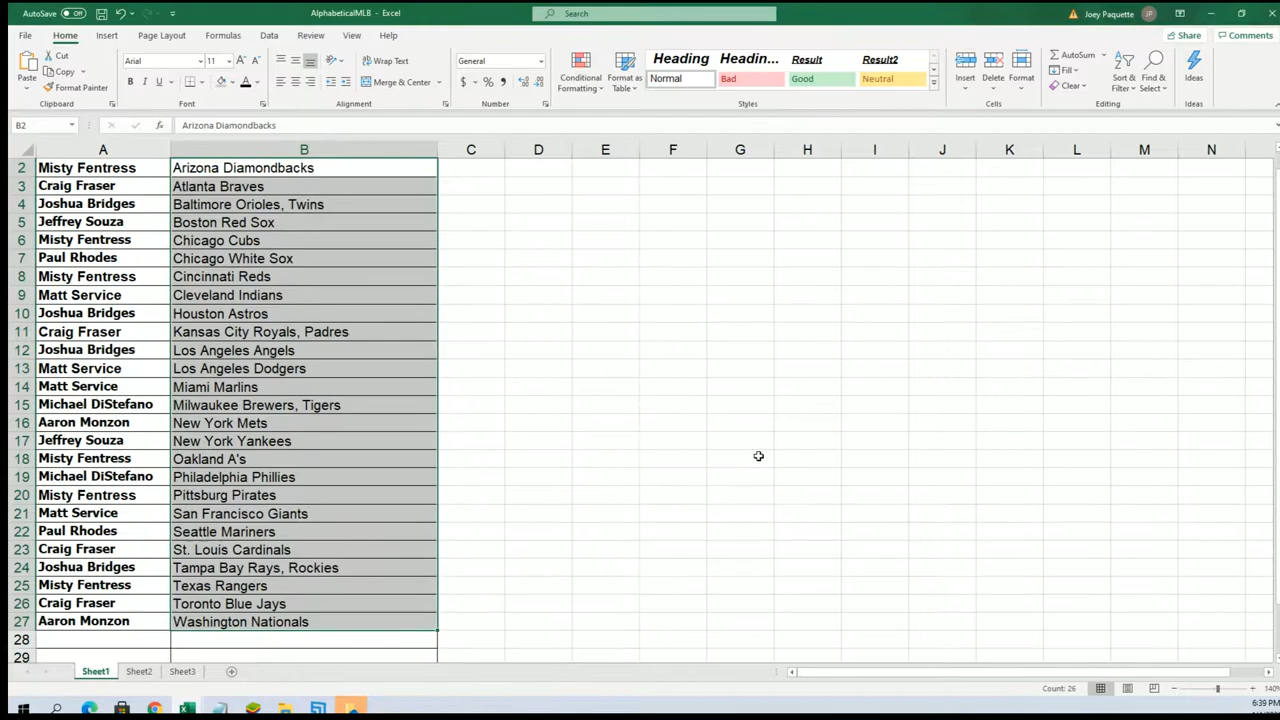 AutoSave Off AlphabeticalMLB - Excel Search Joey Paquette JP
File Home Insert Page Layout Formulas Data Review View Help Share Comments
Cut Arial 11 Wrap Text General Heading Headin... Result Result2 AutoSum
Copy Fill
Paste Format Painter B I U Merge & Center $ % Conditional Formatting Format as Table Normal Bad Good Neutral Insert Delete Format Clear Sort & Filter Find & Select Ideas
Clipboard Font Alignment Number Styles Cells Editing Ideas
B2 fx Arizona Diamondbacks
A B C D E F G H I J K L M N
2 Misty Fentress Arizona Diamondbacks
3 Craig Fraser Atlanta Braves
4 Joshua Bridges Baltimore Orioles, Twins
5 Jeffrey Souza Boston Red Sox
6 Misty Fentress Chicago Cubs
7 Paul Rhodes Chicago White Sox
8 Misty Fentress Cincinnati Reds
9 Matt Service Cleveland Indians
10 Joshua Bridges Houston Astros
11 Craig Fraser Kansas City Royals, Padres
12 Joshua Bridges Los Angeles Angels
13 Matt Service Los Angeles Dodgers
14 Matt Service Miami Marlins
15 Michael DiStefano Milwaukee Brewers, Tigers
16 Aaron Monzon New York Mets
17 Jeffrey Souza New York Yankees
18 Misty Fentress Oakland A's
19 Michael DiStefano Philadelphia Phillies
20 Misty Fentress Pittsburg Pirates
21 Matt Service San Francisco Giants
22 Paul Rhodes Seattle Mariners
23 Craig Fraser St. Louis Cardinals
24 Joshua Bridges Tampa Bay Rays, Rockies
25 Misty Fentress Texas Rangers
26 Craig Fraser Toronto Blue Jays
27 Aaron Monzon Washington Nationals
28
29
Sheet1 Sheet2 Sheet3
Count: 26 140%
6:39 PM